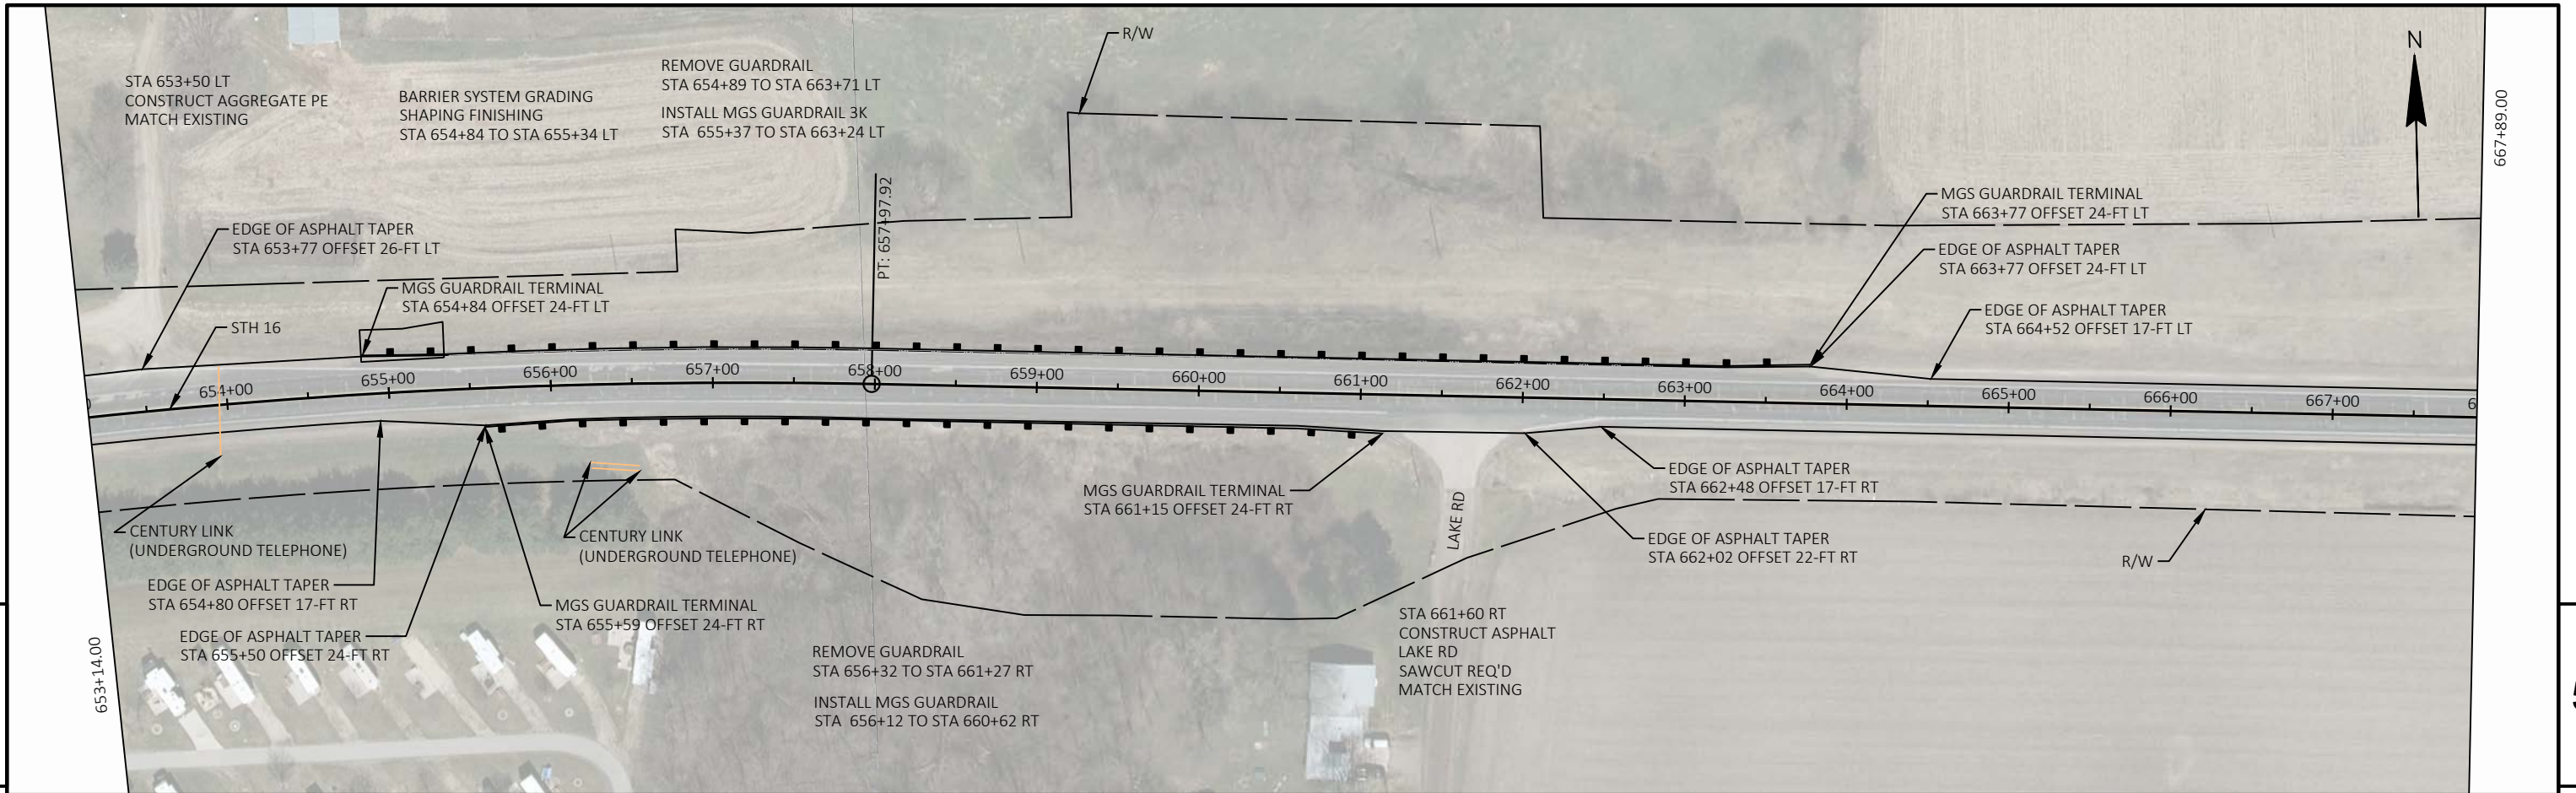 R/W
N
STA 653+50 LT
CONSTRUCT AGGREGATE PE
MATCH EXISTING
BARRIER SYSTEM GRADING
SHAPING FINISHING
STA 654+84 TO STA 655+34 LT
REMOVE GUARDRAIL
STA 654+89 TO STA 663+71 LT
INSTALL MGS GUARDRAIL 3K
STA 655+37 TO STA 663+24 LT
667+89.00
PT: 657+97.92
MGS GUARDRAIL TERMINAL
STA 663+77 OFFSET 24-FT LT
EDGE OF ASPHALT TAPER
STA 653+77 OFFSET 26-FT LT
EDGE OF ASPHALT TAPER
STA 663+77 OFFSET 24-FT LT
MGS GUARDRAIL TERMINAL
STA 654+84 OFFSET 24-FT LT
EDGE OF ASPHALT TAPER
STA 664+52 OFFSET 17-FT LT
STH 16
654+00
655+00
656+00
657+00
658+00
659+00
660+00
661+00
662+00
663+00
664+00
665+00
666+00
667+00
6
EDGE OF ASPHALT TAPER
STA 662+48 OFFSET 17-FT RT
MGS GUARDRAIL TERMINAL
STA 661+15 OFFSET 24-FT RT
LAKE RD
CENTURY LINK
(UNDERGROUND TELEPHONE)
CENTURY LINK
(UNDERGROUND TELEPHONE)
EDGE OF ASPHALT TAPER
STA 662+02 OFFSET 22-FT RT
R/W
EDGE OF ASPHALT TAPER
STA 654+80 OFFSET 17-FT RT
MGS GUARDRAIL TERMINAL
STA 655+59 OFFSET 24-FT RT
EDGE OF ASPHALT TAPER
STA 655+50 OFFSET 24-FT RT
653+14.00
REMOVE GUARDRAIL
STA 656+32 TO STA 661+27 RT
INSTALL MGS GUARDRAIL
STA 656+12 TO STA 660+62 RT
STA 661+60 RT
CONSTRUCT ASPHALT
LAKE RD
SAWCUT REQ'D
MATCH EXISTING